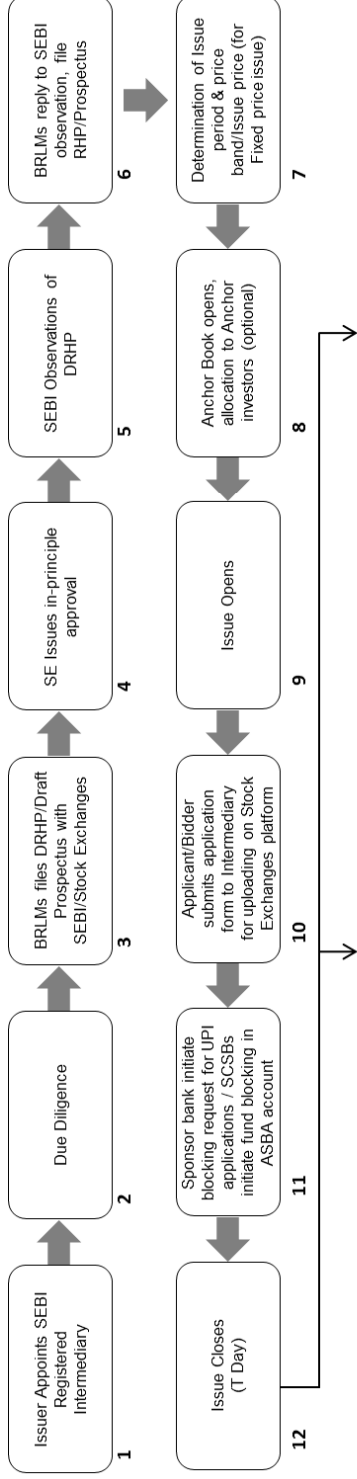 Issuer Appoints SEBI
Registered
Intermediary
1
Due Diligence
2
BRLMs files DRHP/Draft
Prospectus with
SEBI/Stock Exchanges
3
SE Issues in-principle
approval
4
SEBI Observations of
DRHP
5
BRLMs reply to SEBI
observation, file
RHP/Prospectus
6
Determination of Issue
period & price
band/Issue price (for
Fixed price issue)
7
Anchor Book opens,
allocation to Anchor
investors (optional)
8
Issue Opens
9
Applicant/Bidder
submits application
form to Intermediary
for uploading on Stock
Exchanges platform
10
Sponsor bank initiate
blocking request for UPI
applications / SCSBs
initiate fund blocking in
ASBA account
11
Issue Closes
(T Day)
12